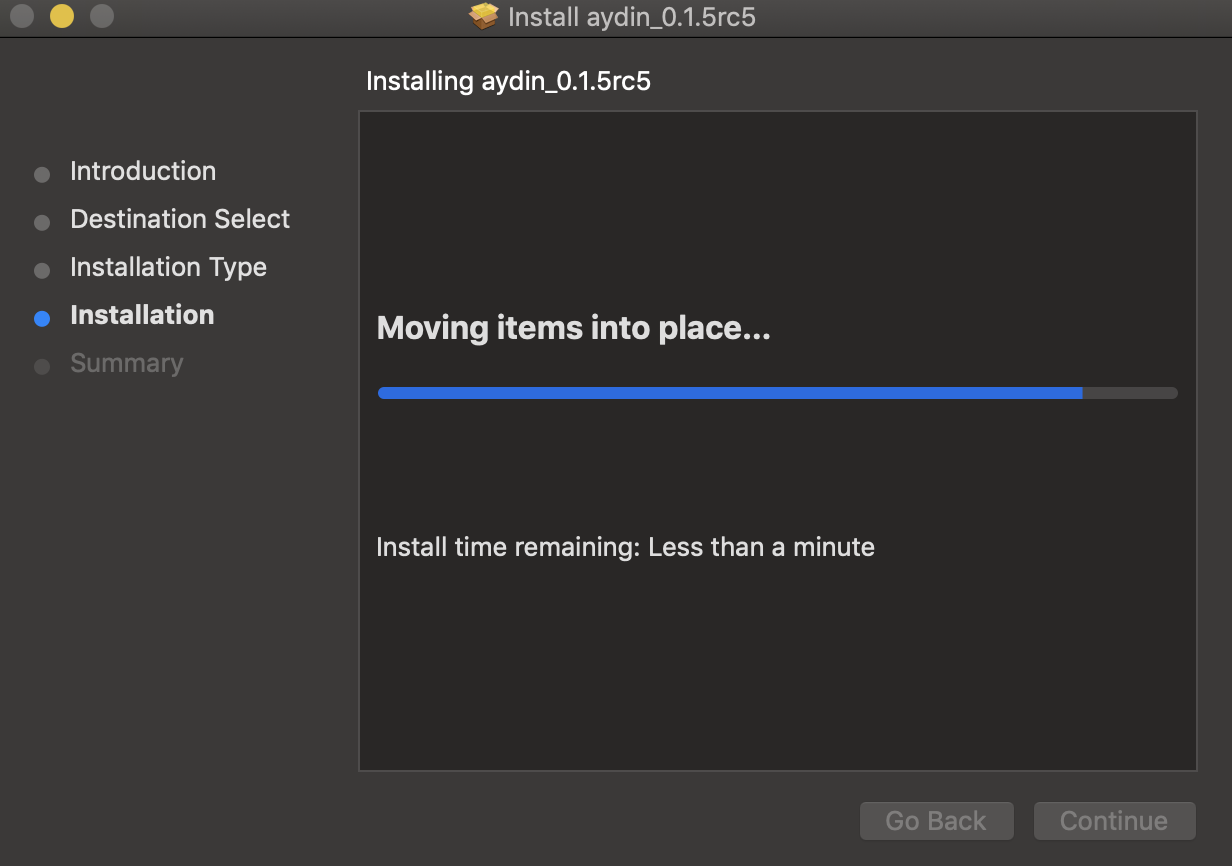 Install aydin_0.1.5rc5
Installing aydin_0.1.5rc5
Introduction
Destination Select
Installation Type
Installation
Summary
Moving items into place...
Install time remaining: Less than a minute
Go Back
Continue